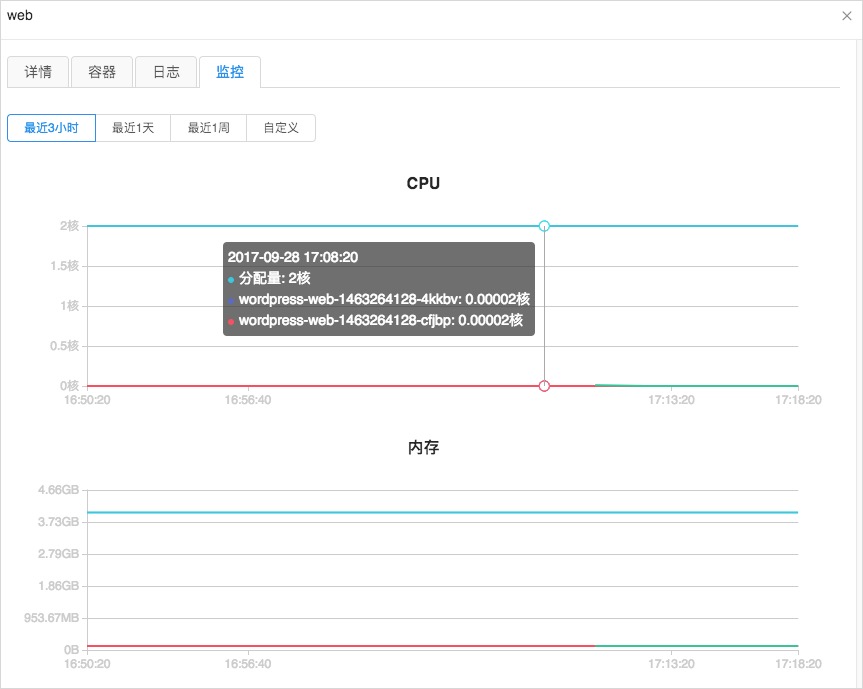 web
详情 容器 日志 监控
最近3小时 最近1天 最近1周 自定义
CPU
2核
1.5核
1核
0.5核
0核
2017-09-28 17:08:20
分配量: 2核
wordpress-web-1463264128-4kkbv: 0.00002核
wordpress-web-1463264128-cfjbp: 0.00002核
16:50:20 16:56:40 17:13:20 17:18:20
内存
4.66GB
3.73GB
2.79GB
1.86GB
953.67MB
0B
16:50:20 16:56:40 17:13:20 17:18:20